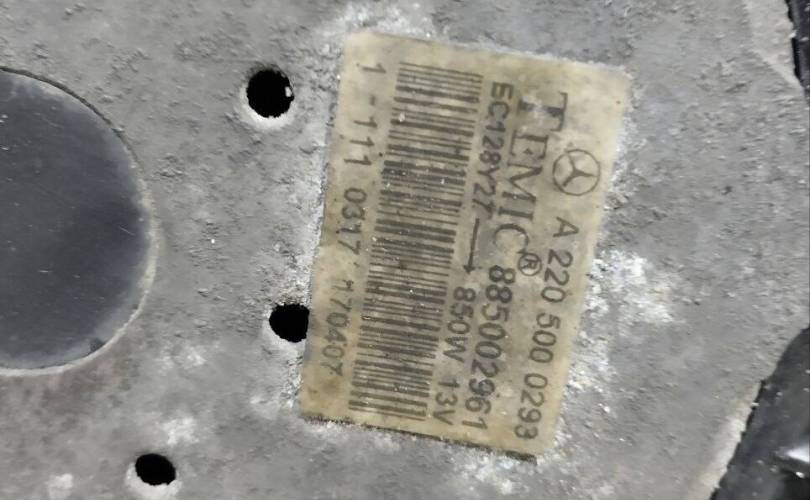 A 220 500 0293
TEMIC® 885002961
EC128Y27 → 850W 13V
1 111 0317 170407